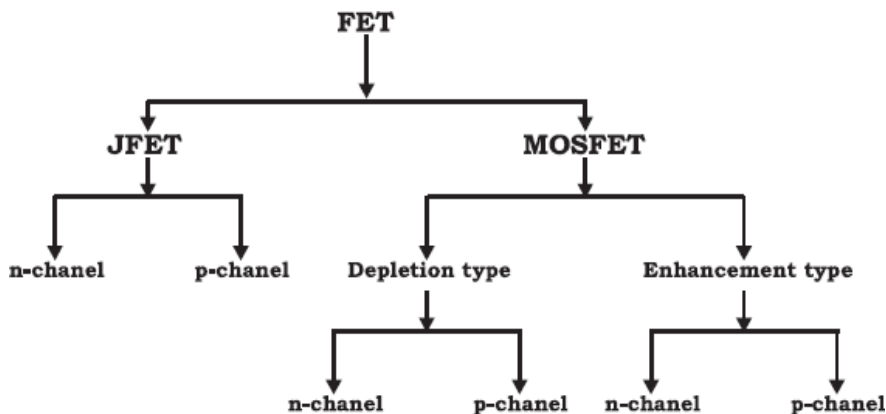 FET
JFET MOSFET
n-chanel p-chanel Depletion type Enhancement type
n-chanel p-chanel n-chanel p-chanel